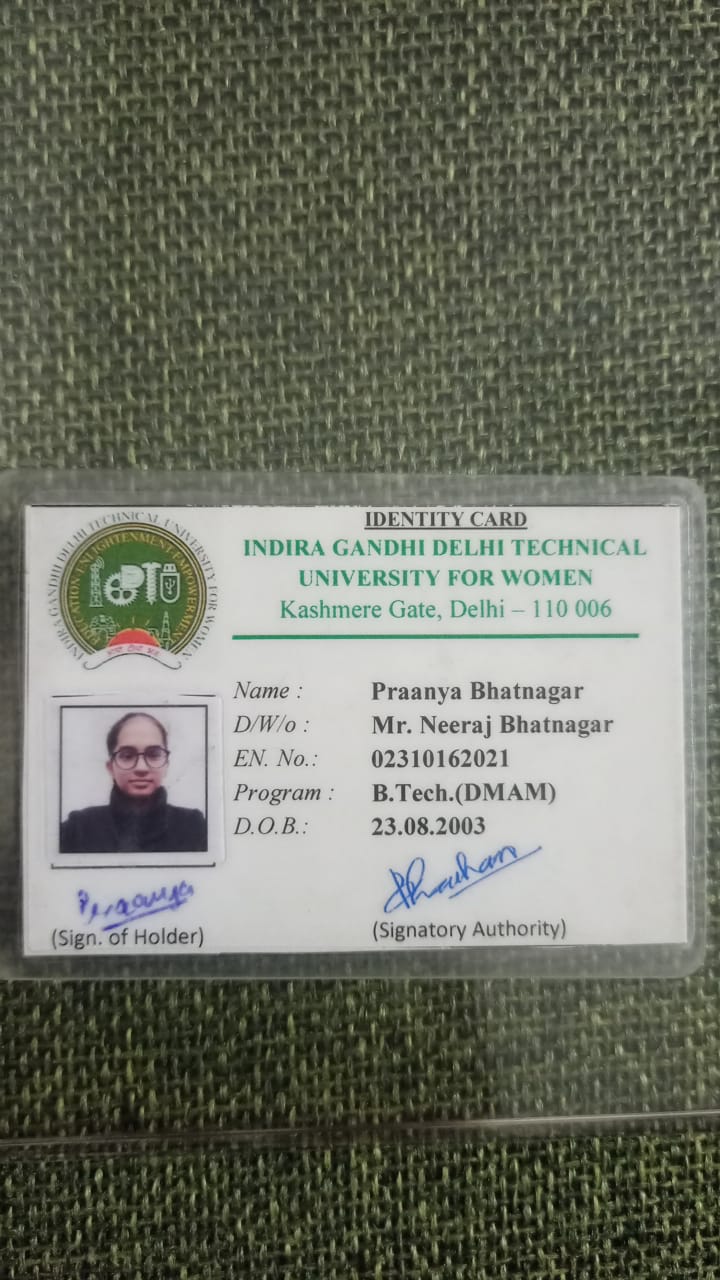 IDENTITY CARD
INDIRA GANDHI DELHI TECHNICAL
UNIVERSITY FOR WOMEN
Kashmere Gate, Delhi – 110 006
INDIRA GANDHI DELHI TECHNICAL UNIVERSITY FOR WOMEN
EDUCATION-ENLIGHTENMENT-EMPOWERMENT
Name : Praanya Bhatnagar
D/W/o : Mr. Neeraj Bhatnagar
EN. No.: 02310162021
Program : B.Tech.(DMAM)
D.O.B.: 23.08.2003
Praanya
(Sign. of Holder)
(Signatory Authority)